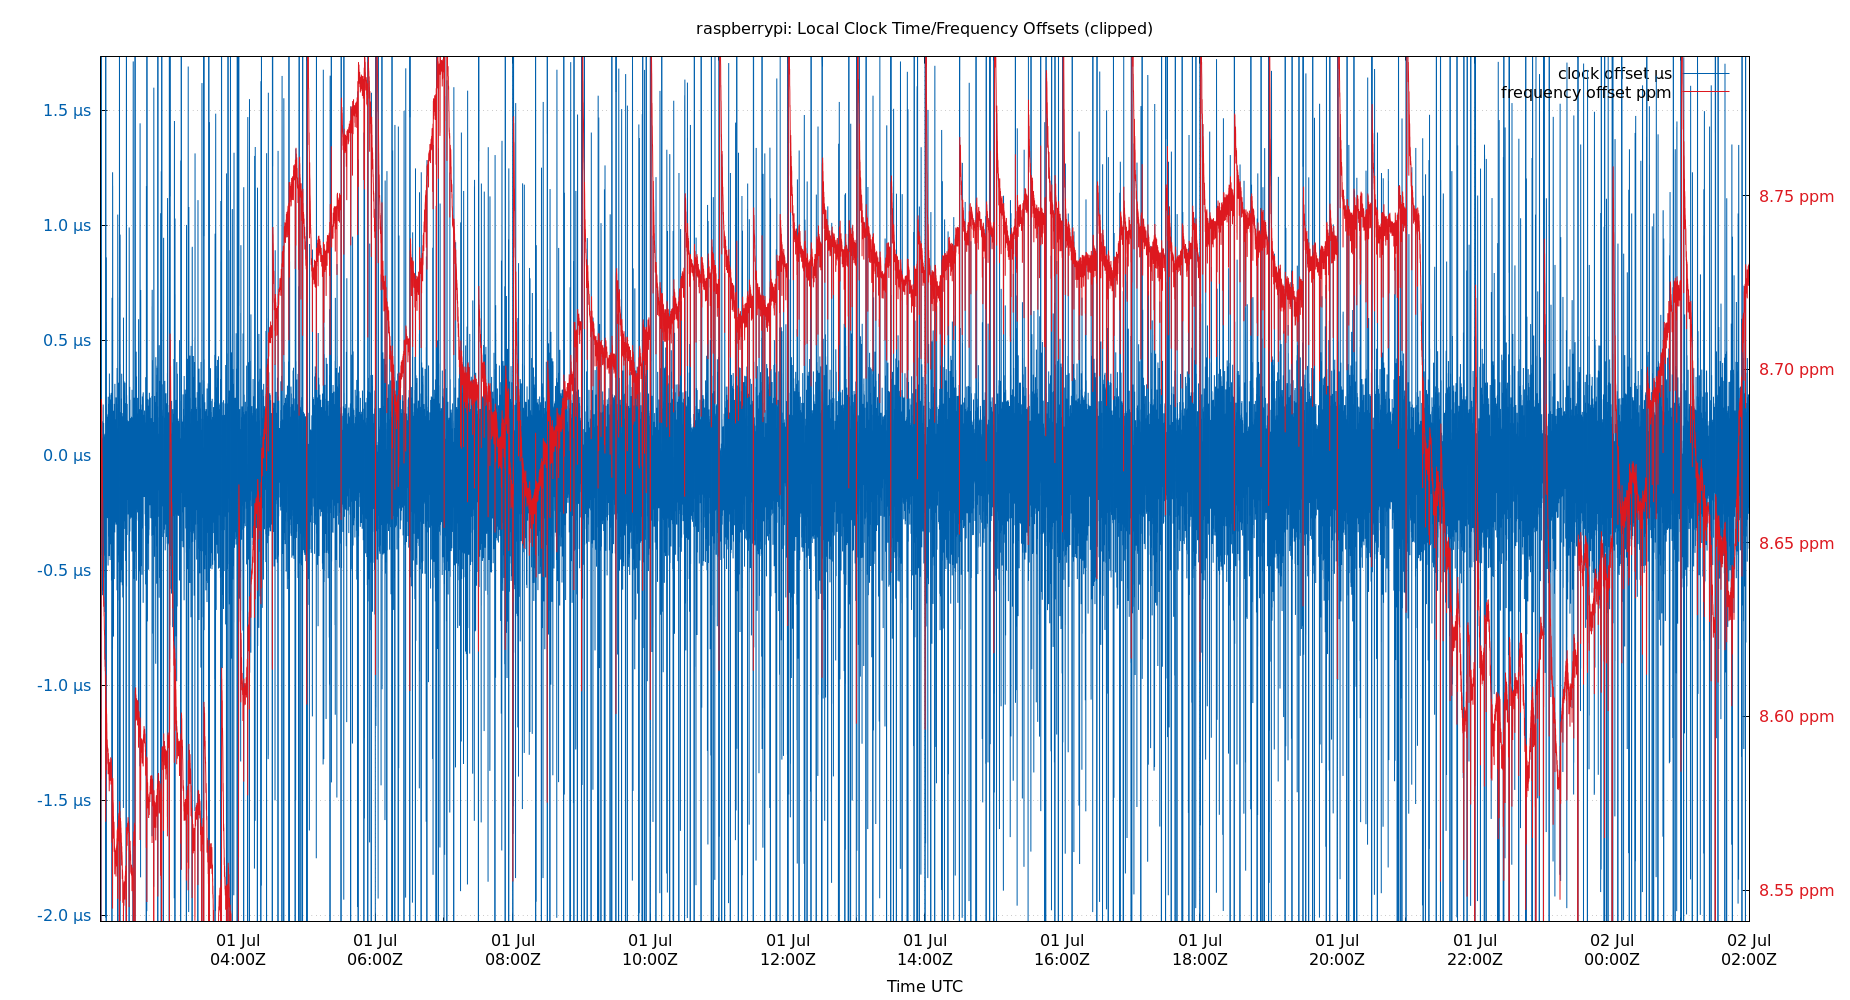 raspberrypi: Local Clock Time/Frequency Offsets (clipped)
clock offset µs
frequency offset ppm
1.5 µs
1.0 µs
0.5 µs
0.0 µs
-0.5 µs
-1.0 µs
-1.5 µs
-2.0 µs
8.75 ppm
8.70 ppm
8.65 ppm
8.60 ppm
8.55 ppm
01 Jul
04:00Z
01 Jul
06:00Z
01 Jul
08:00Z
01 Jul
10:00Z
01 Jul
12:00Z
01 Jul
14:00Z
01 Jul
16:00Z
01 Jul
18:00Z
01 Jul
20:00Z
01 Jul
22:00Z
02 Jul
00:00Z
02 Jul
02:00Z
Time UTC